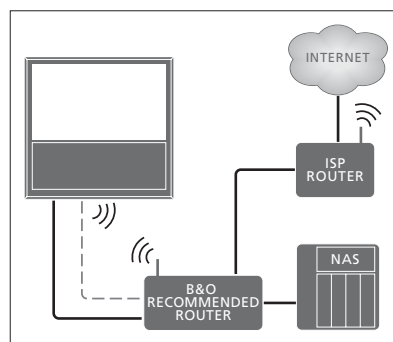 INTERNET
ISP
ROUTER
NAS
B&O
RECOMMENDED
ROUTER